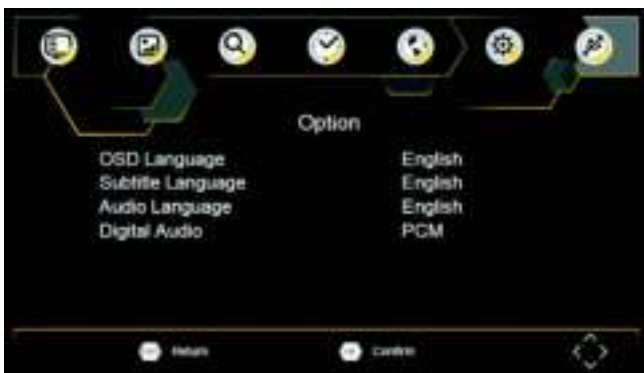 Option
OSD Language English
Subtitle Language English
Audio Language English
Digital Audio PCM
Return Confirm